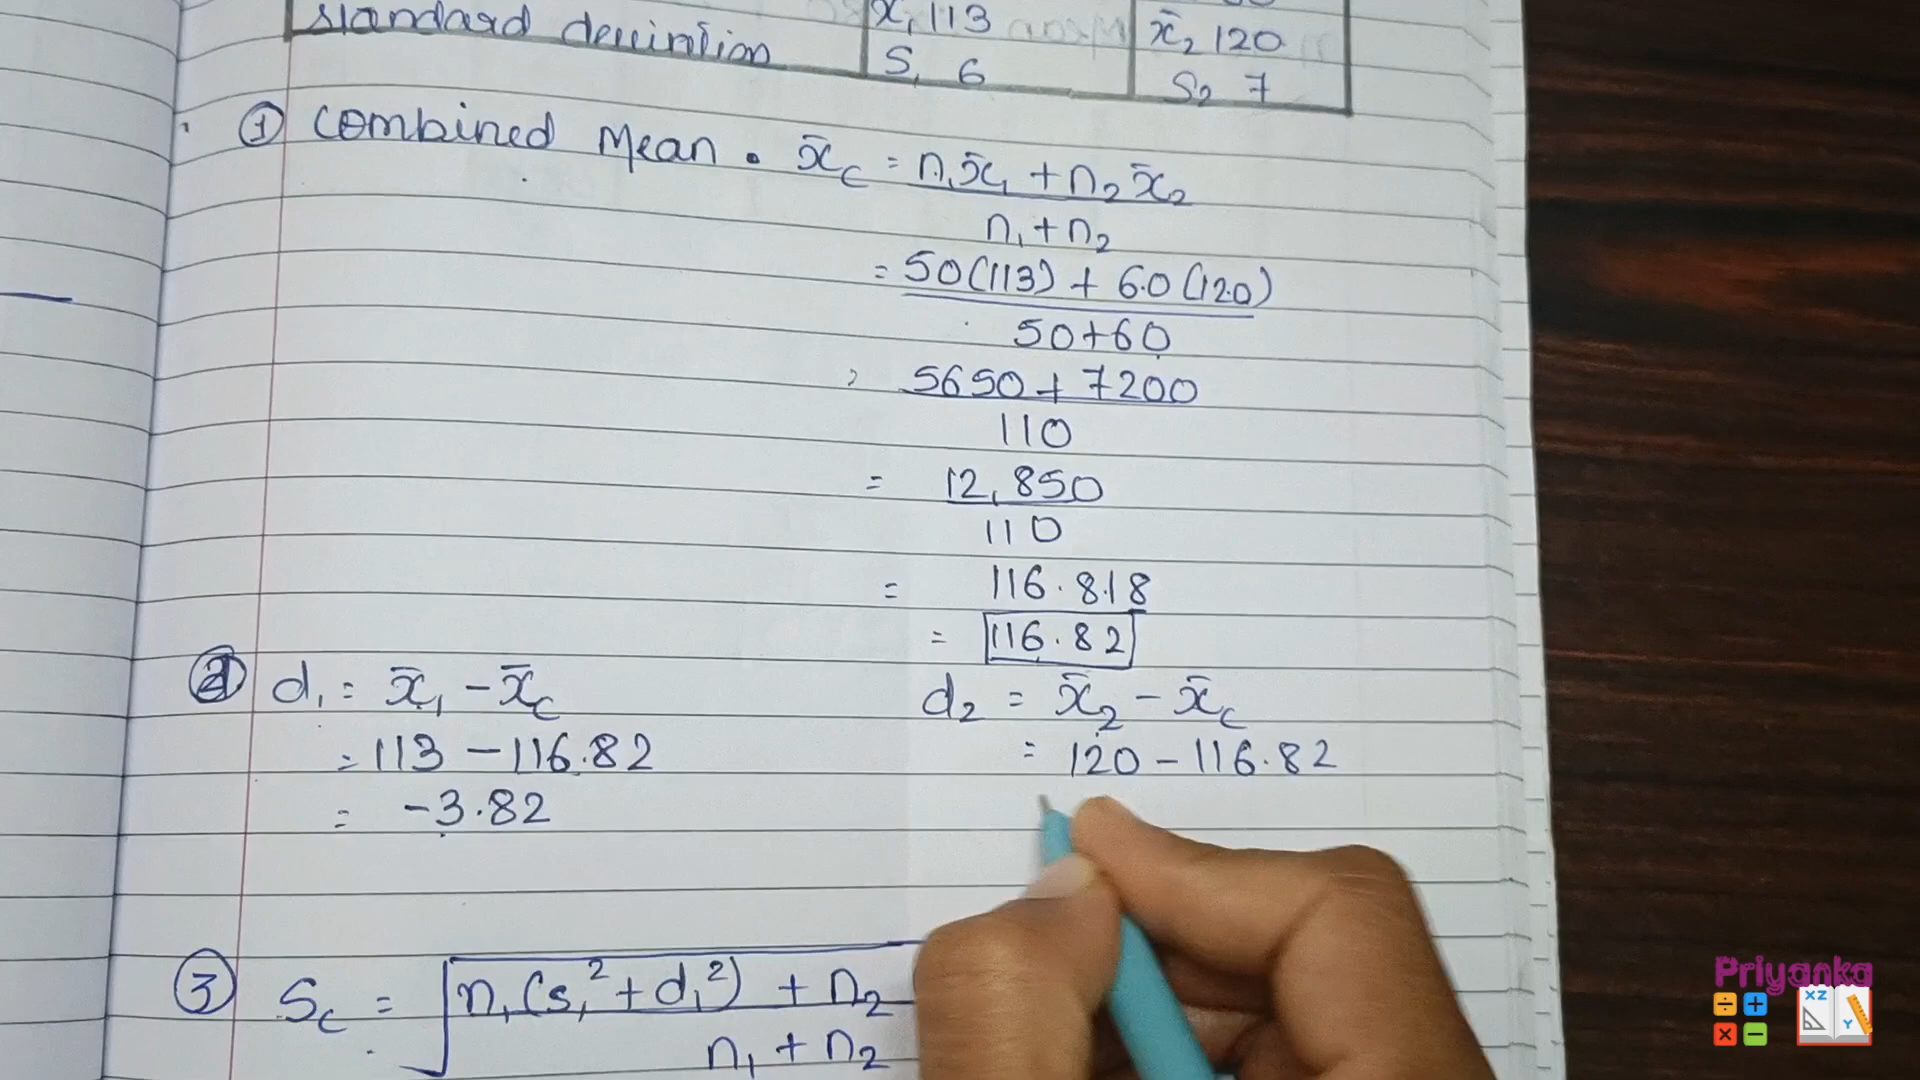 standard deviation x̄₁ 113 x̄₂ 120
S₁ 6 S₂ 7
① Combined Mean • x̄c = n₁x̄₁ + n₂x̄₂
n₁ + n₂
= 50(113) + 60(120)
50+60
5650 + 7200
110
= 12,850
110
= 116.818
= 116.82
② d₁ = x̄₁ - x̄c d₂ = x̄₂ - x̄c
= 113 - 116.82 = 120 - 116.82
= -3.82
③ Sc = √n₁(s₁² + d₁²) + n₂
n₁ + n₂
Priyanka
XZ
Y